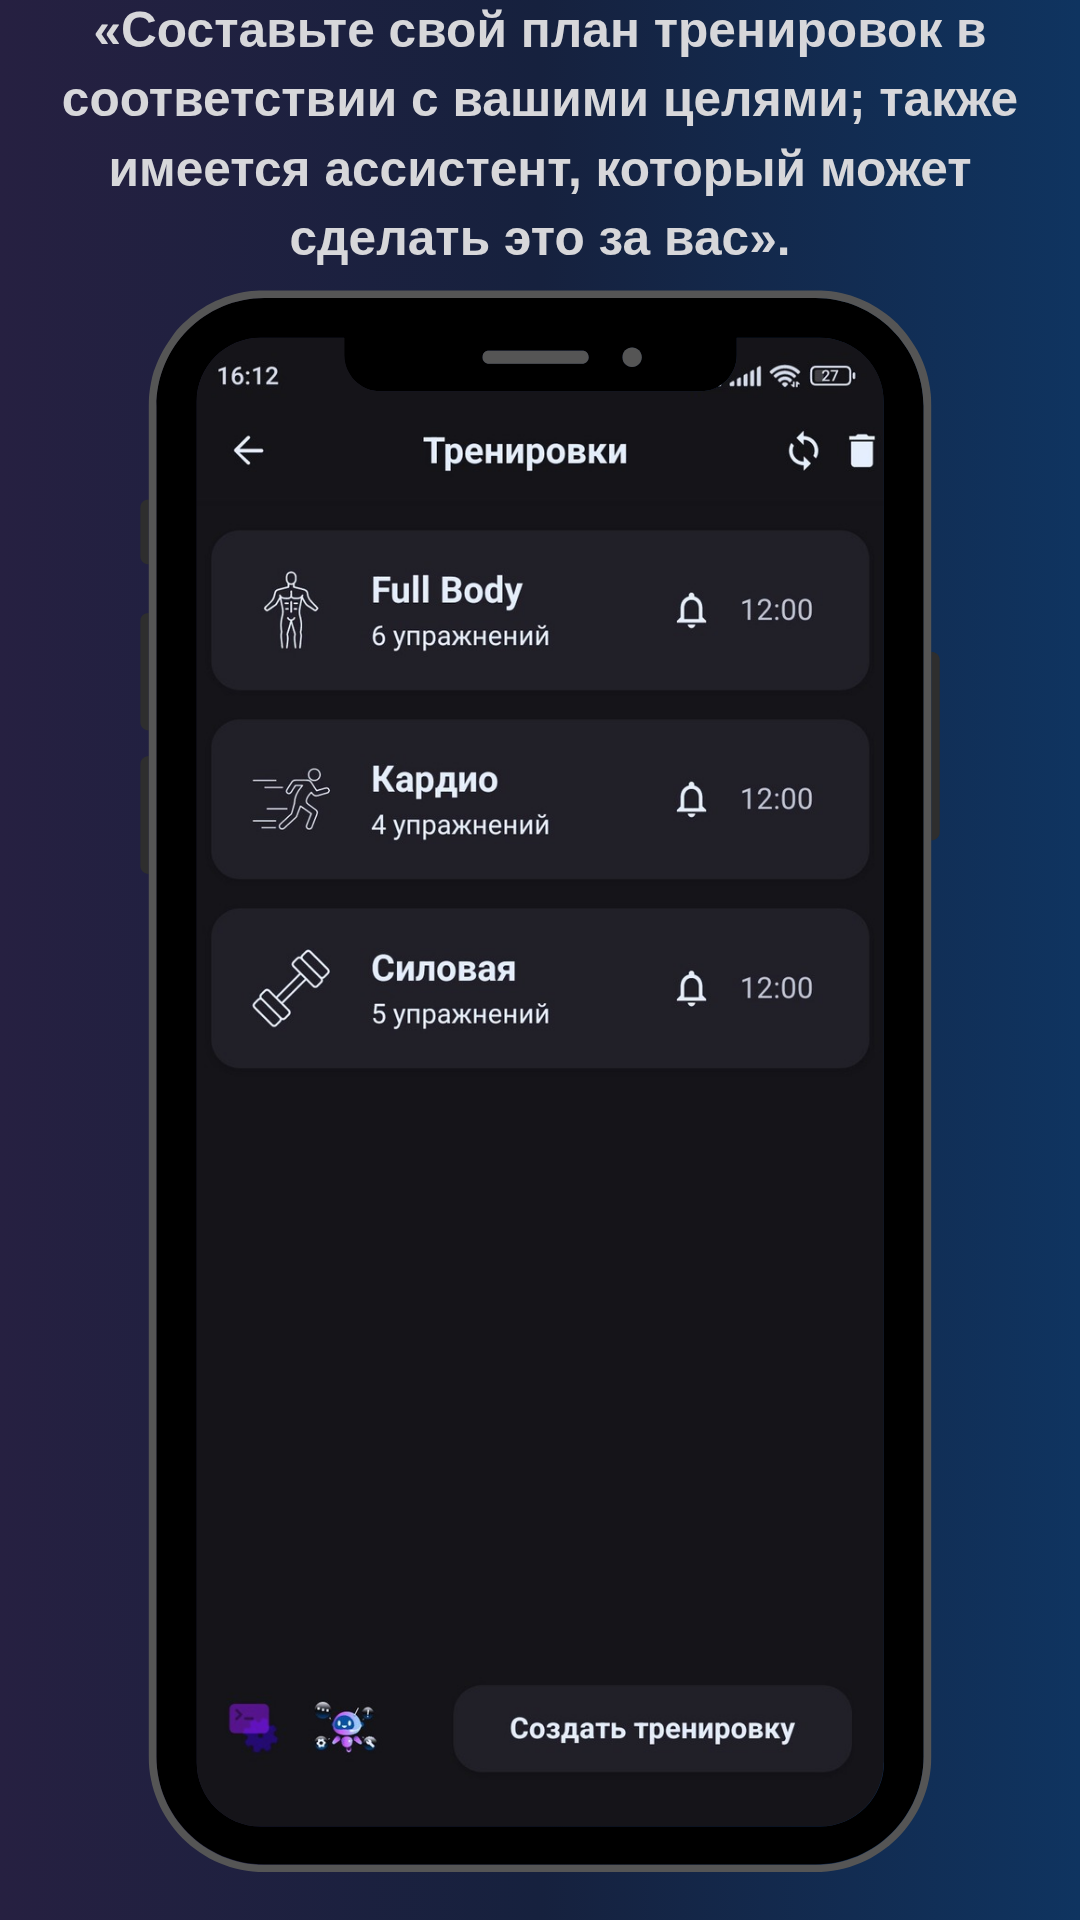 «Составьте свой план тренировок в
соответствии с вашими целями; также
имеется ассистент, который может
сделать это за вас».
16:12
27
Тренировки
Full Body
6 упражнений
12:00
Кардио
4 упражнений
12:00
Силовая
5 упражнений
12:00
Создать тренировку